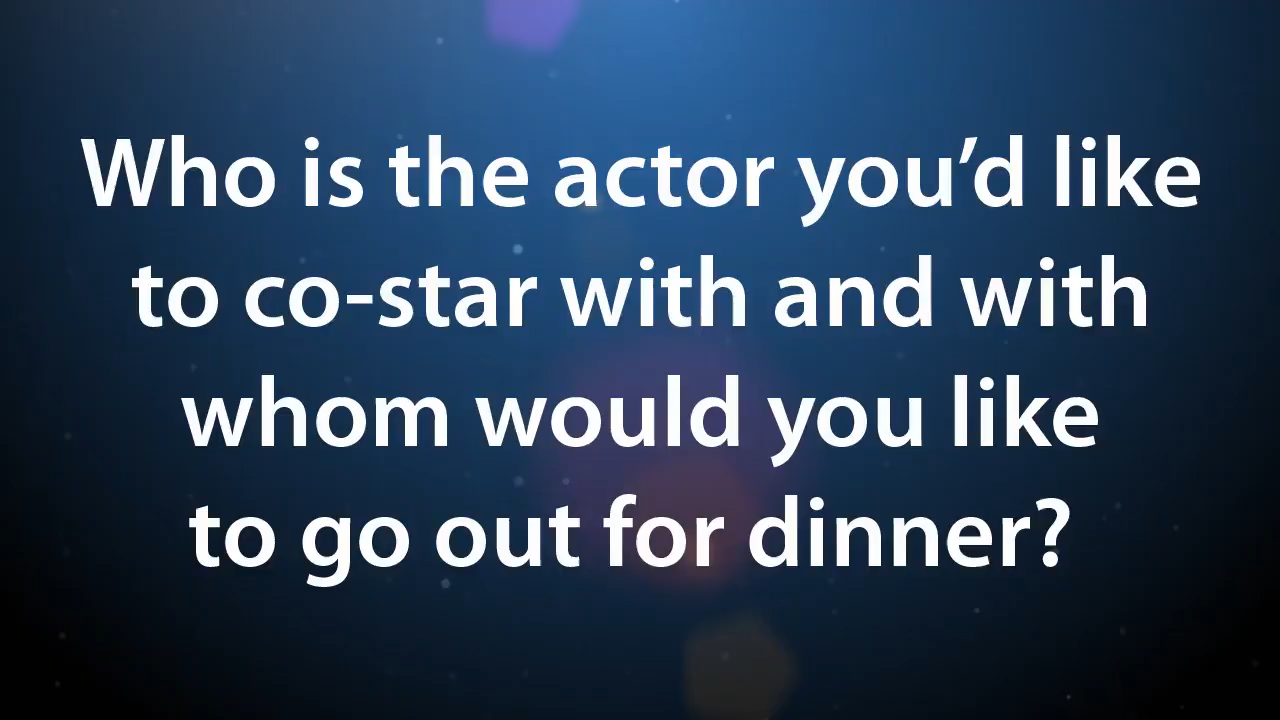 Who is the actor you’d like
to co-star with and with
whom would you like
to go out for dinner?